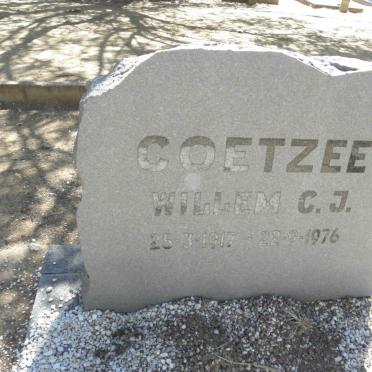 COETZEE
WILLEM C.J.
25-3-1917 - 22-9-1976